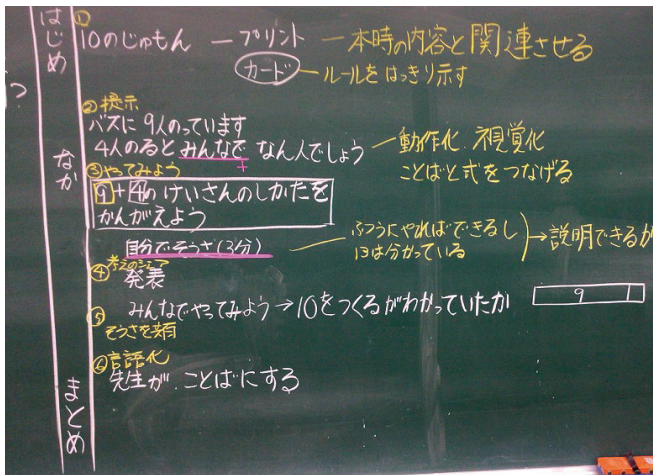 はじめ
①
10のじゅもん ー プリント ー 本時の内容と関連させる
カード ー ルールをはっきり示す
なか
②提示
バスに 9人のっています
4人のると みんなで なん人でしょう ー 動作化 視覚化
+
ことばと式をつなげる
③やってみよう
9+4の けいさんのしかたを
かんがえよう
自分でそうさ(3分) ー ふつうにやればできるし
13は分かっている → 説明できるか
④考えのシェア
発表
⑤ みんなでやってみよう → 10をつくるがわかっていたか
9
そうさを
⑥言語化
先生が ことばにする
まとめ